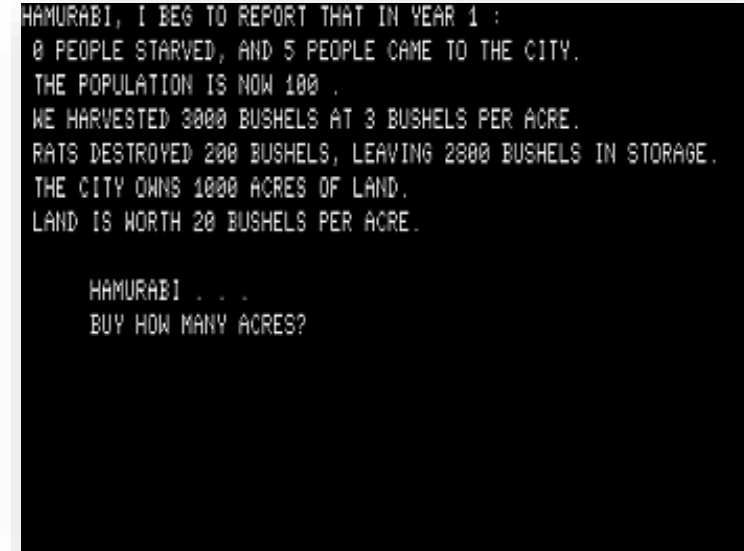 HAMURABI, I BEG TO REPORT THAT IN YEAR 1 :
0 PEOPLE STARVED, AND 5 PEOPLE CAME TO THE CITY.
THE POPULATION IS NOW 100 .
WE HARVESTED 3000 BUSHELS AT 3 BUSHELS PER ACRE.
RATS DESTROYED 200 BUSHELS, LEAVING 2800 BUSHELS IN STORAGE.
THE CITY OWNS 1000 ACRES OF LAND.
LAND IS WORTH 20 BUSHELS PER ACRE.
HAMURABI . . .
BUY HOW MANY ACRES?